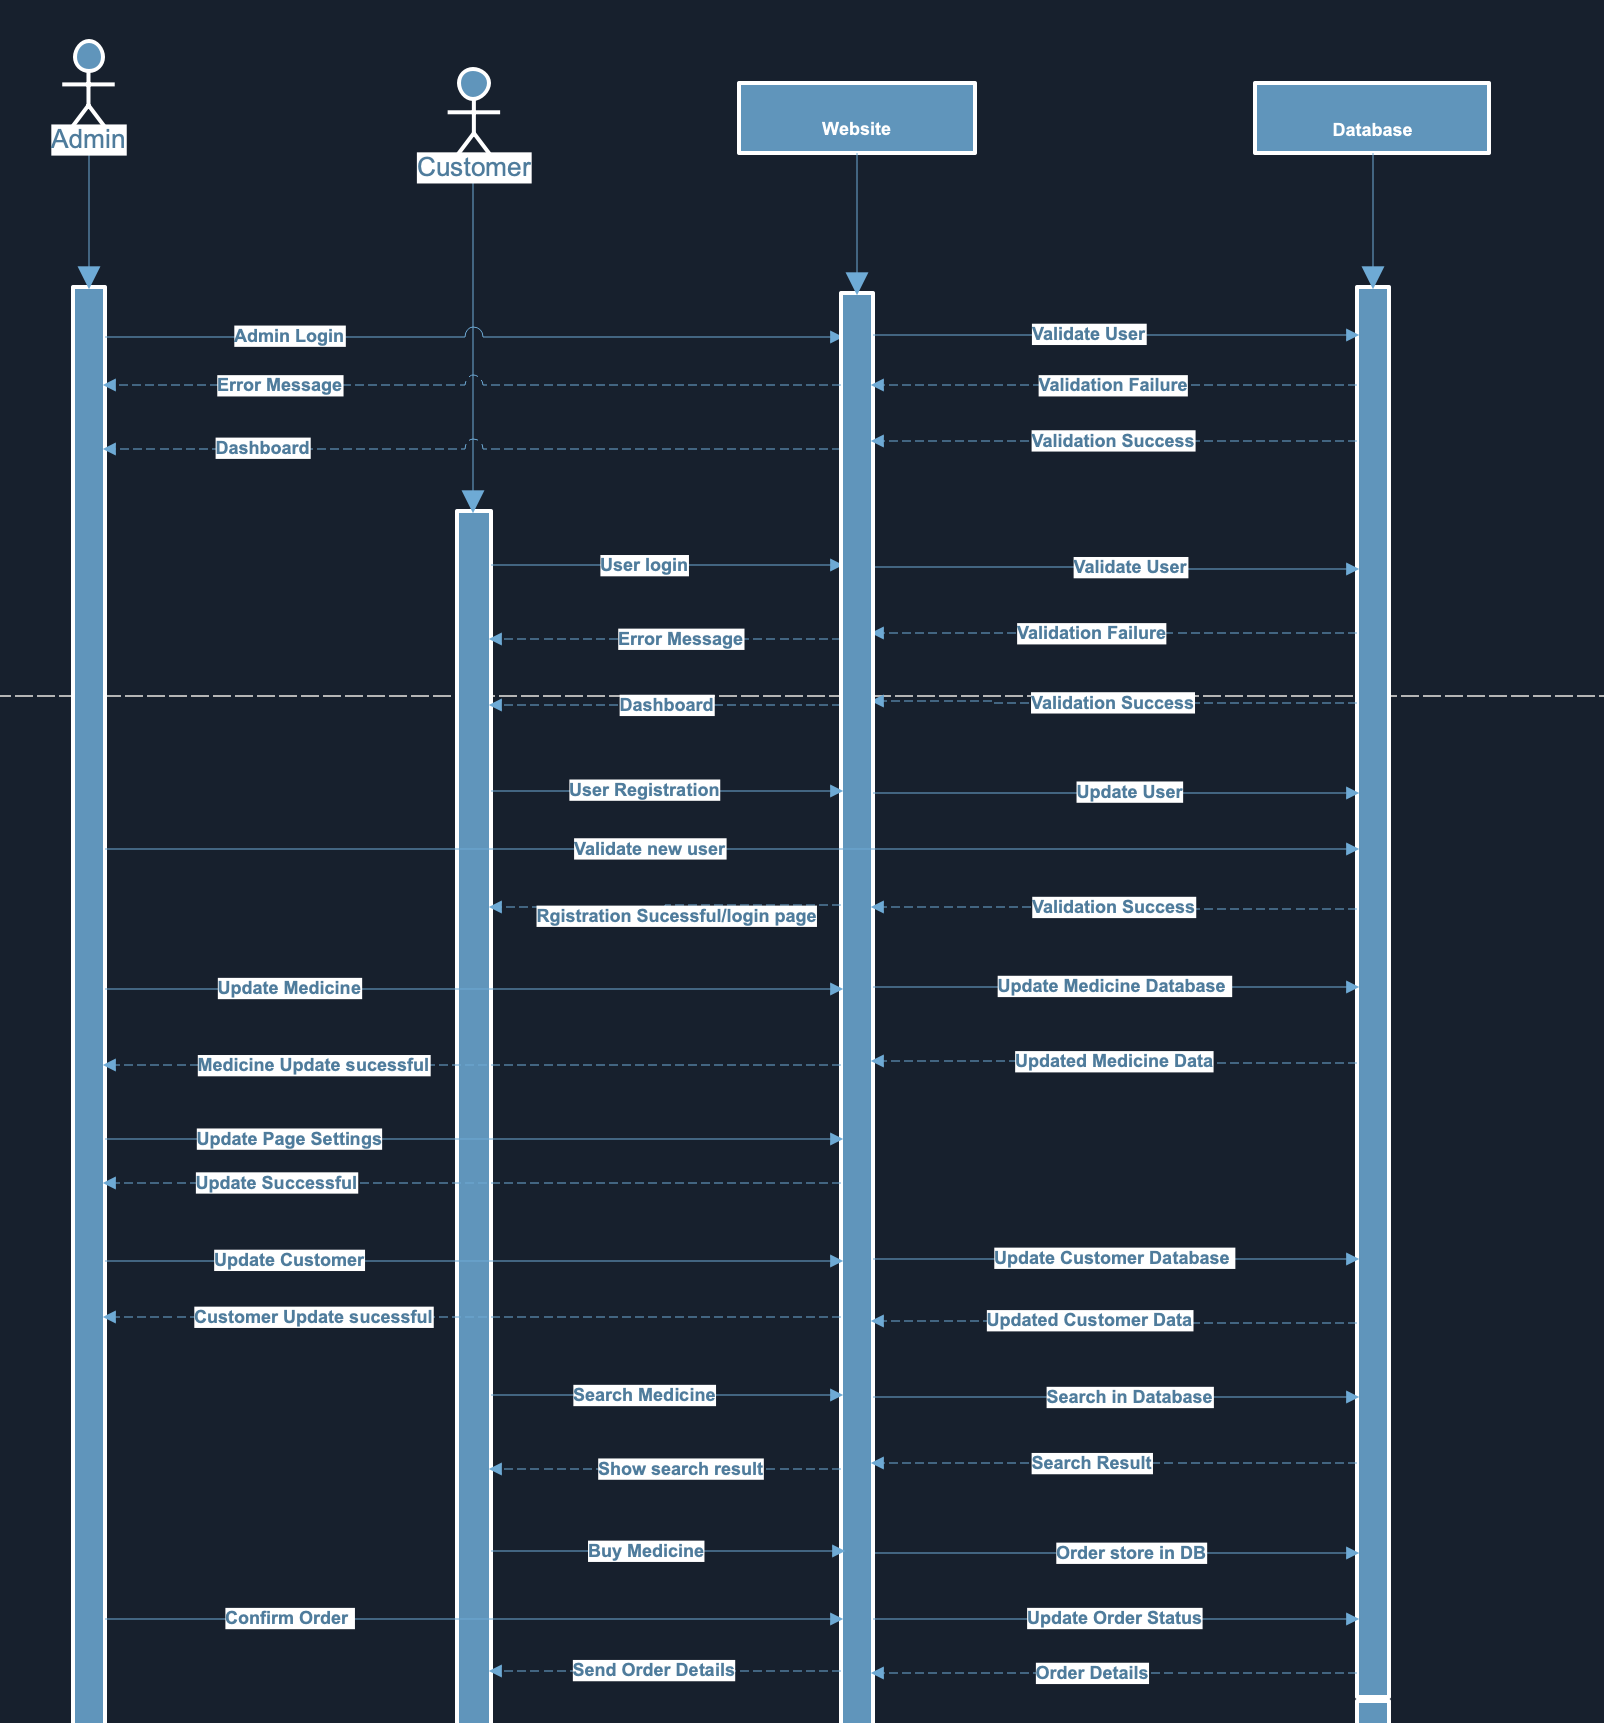 Admin
Customer
Website
Database
Admin Login
Validate User
Error Message
Validation Failure
Dashboard
Validation Success
User login
Validate User
Error Message
Validation Failure
Dashboard
Validation Success
User Registration
Update User
Validate new user
Rgistration Sucessful/login page
Validation Success
Update Medicine
Update Medicine Database
Medicine Update sucessful
Updated Medicine Data
Update Page Settings
Update Successful
Update Customer
Update Customer Database
Customer Update sucessful
Updated Customer Data
Search Medicine
Search in Database
Show search result
Search Result
Buy Medicine
Order store in DB
Confirm Order
Update Order Status
Send Order Details
Order Details